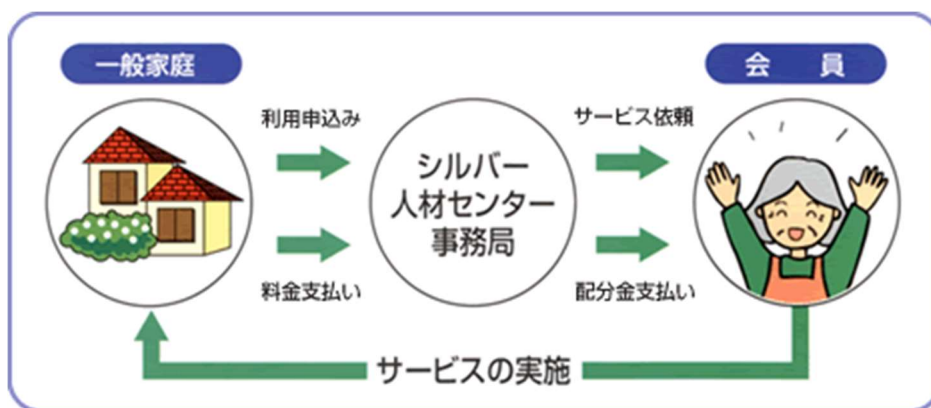 一般家庭
会　員
利用申込み
サービス依頼
シルバー
人材センター
事務局
料金支払い
配分金支払い
サービスの実施